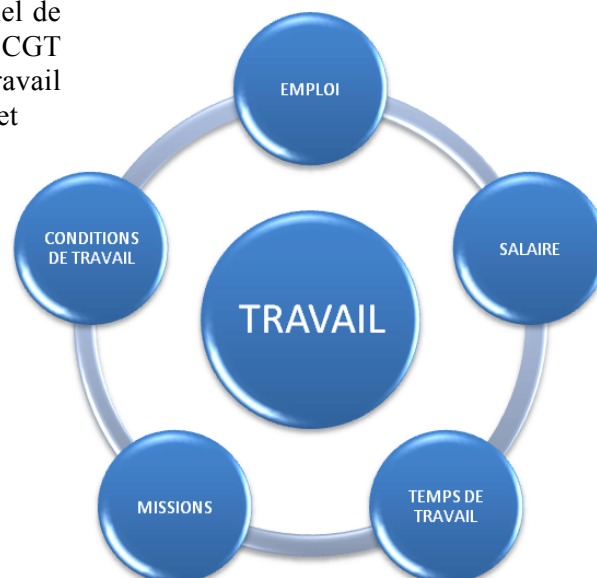 el de
CGT
ravail
et
EMPLOI
SALAIRE
TEMPS DE
TRAVAIL
MISSIONS
CONDITIONS
DE TRAVAIL
TRAVAIL